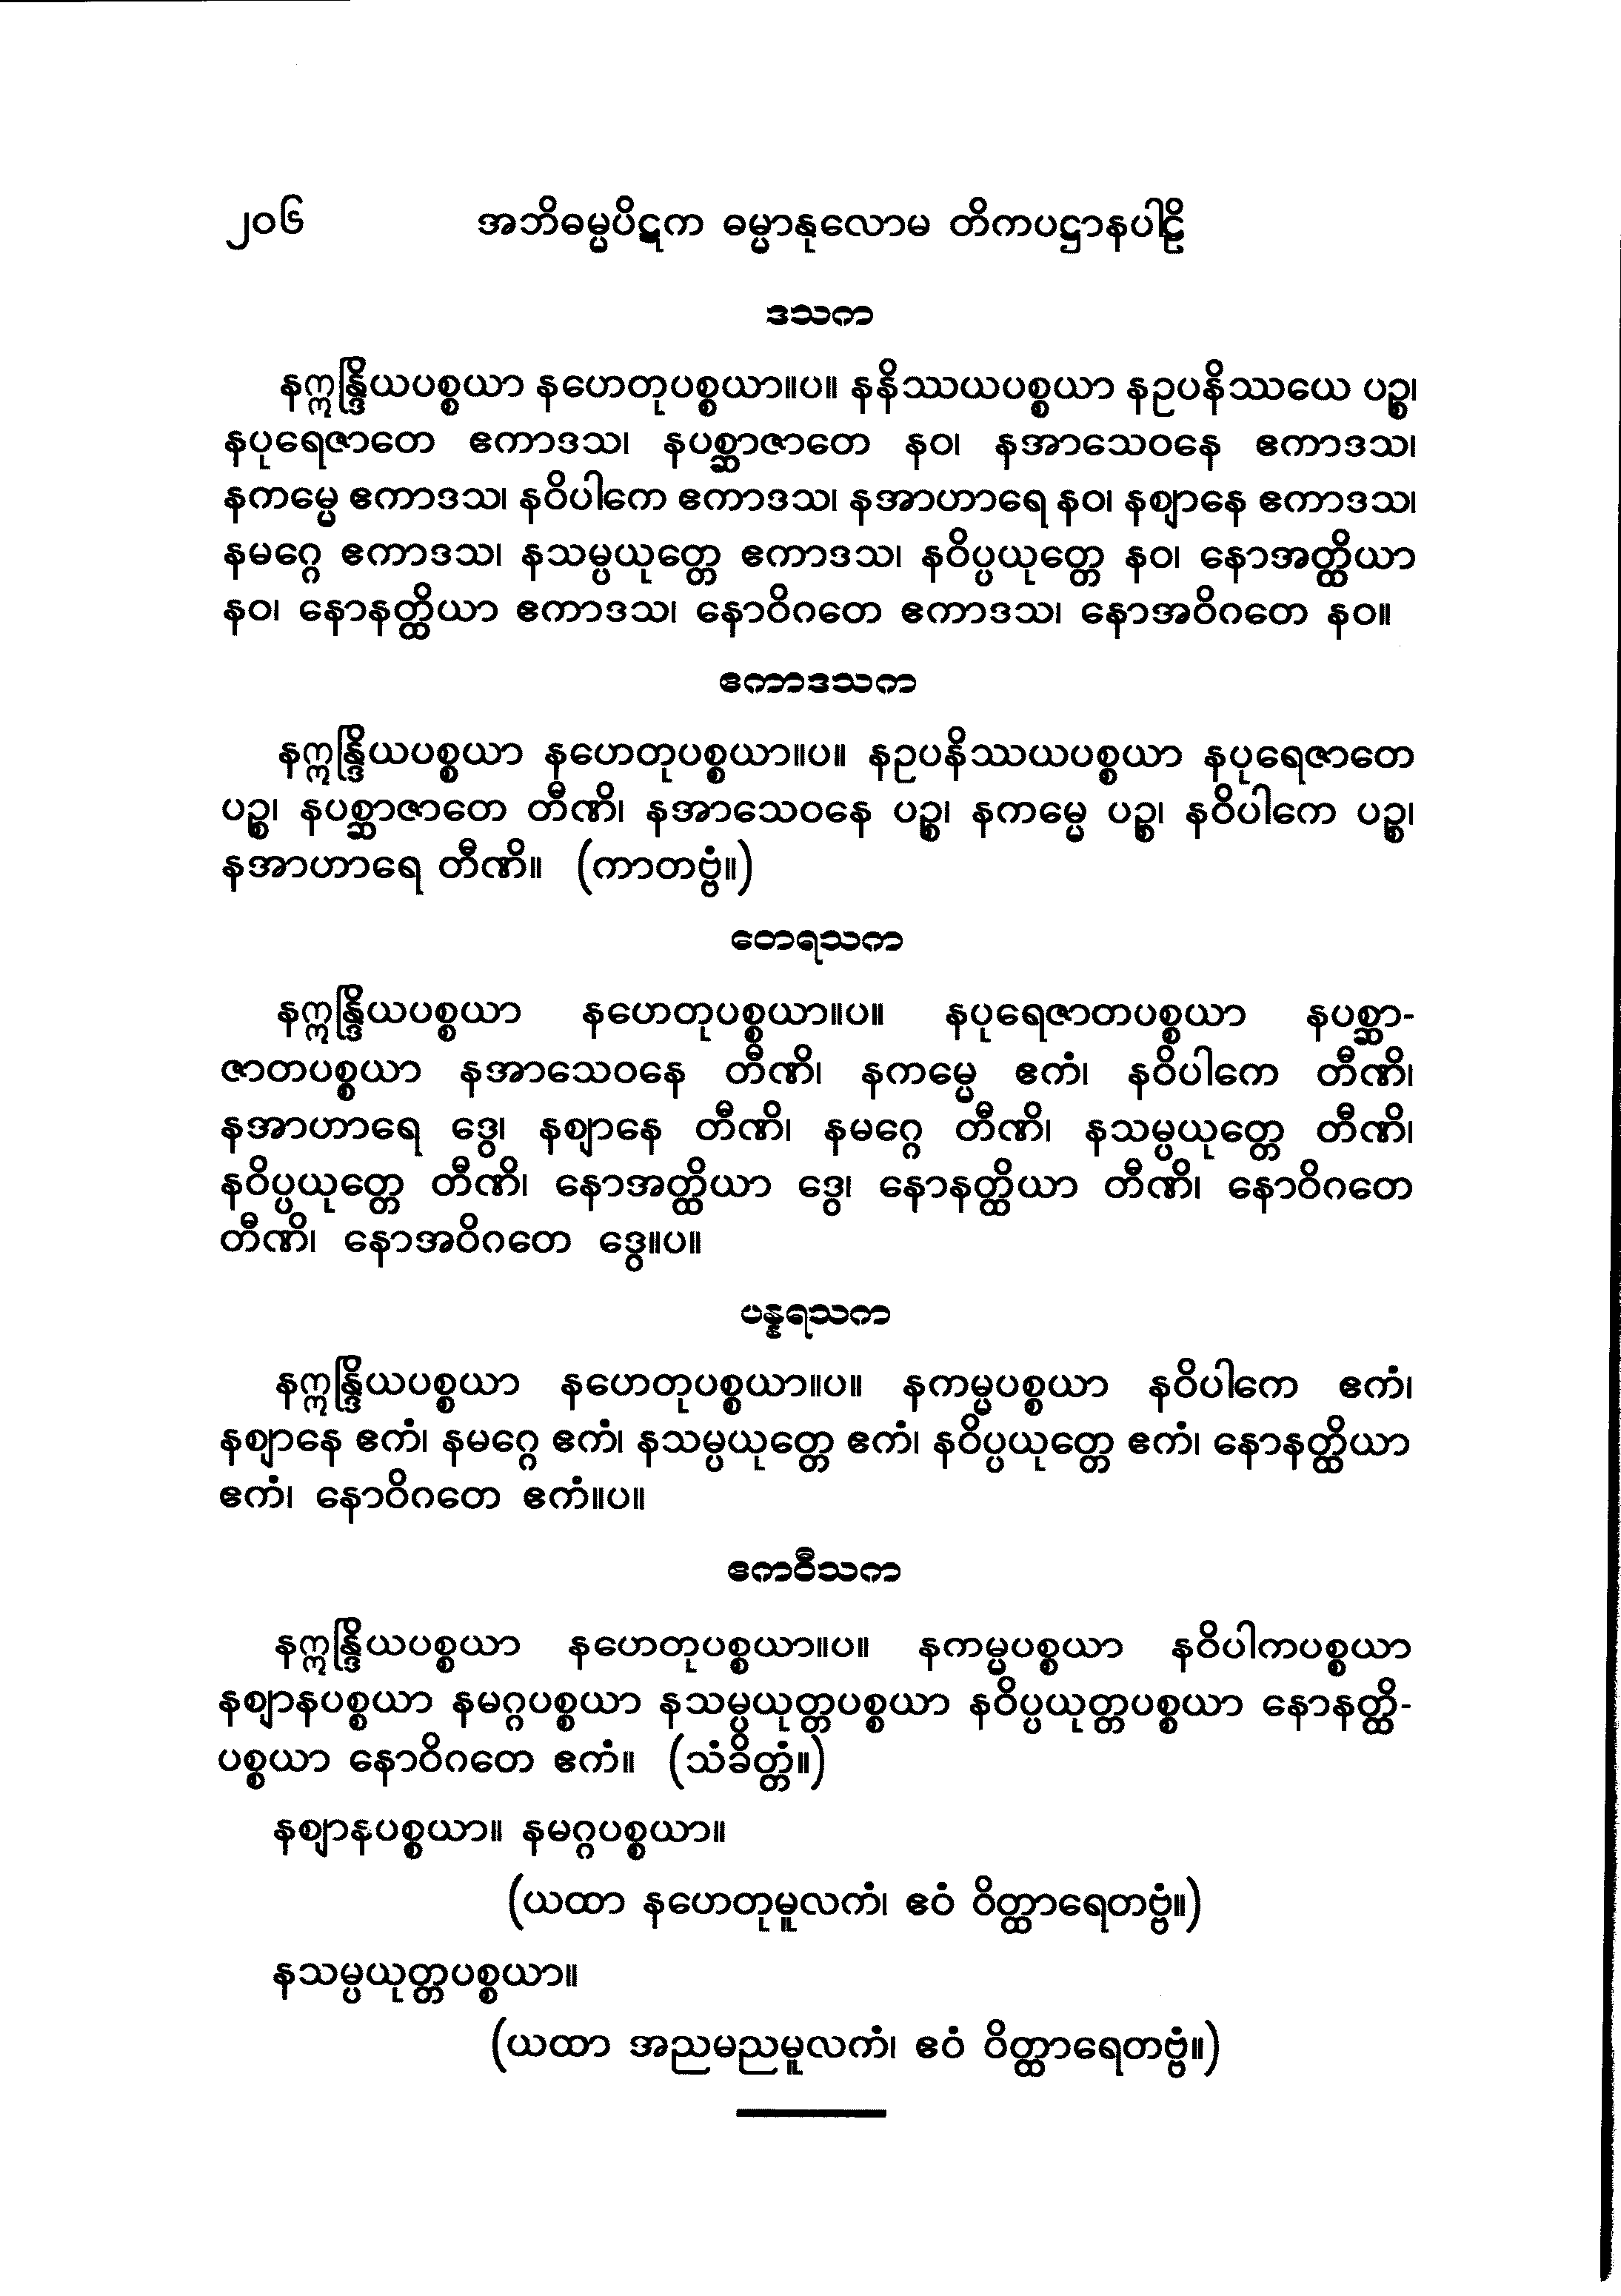 ၂၀၆ အဘိဓမ္မပိဋက ဓမ္မာနုလောမ တိကပဋ္ဌာနပါဠိ
ဒသက
နဣန္ဒြိယပစ္စယာ နဟေတုပစ္စယာ။ပ။ နနိဿယပစ္စယာ နဥပနိဿယေ ပဉ္စ၊
နပုရေဇာတေ ဧကာဒသ၊ နပစ္ဆာဇာတေ နဝ၊ နအာသေဝနေ ဧကာဒသ၊
နကမ္မေ ဧကာဒသ၊ နဝိပါကေ ဧကာဒသ၊ နအာဟာရေ နဝ၊ နဈာနေ ဧကာဒသ၊
နမဂ္ဂေ ဧကာဒသ၊ နသမ္ပယုတ္တေ ဧကာဒသ၊ နဝိပ္ပယုတ္တေ နဝ၊ နောအတ္ထိယာ
နဝ၊ နောနတ္ထိယာ ဧကာဒသ၊ နောဝိဂတေ ဧကာဒသ၊ နောအဝိဂတေ နဝ။
ဧကာဒသက
နဣန္ဒြိယပစ္စယာ နဟေတုပစ္စယာ။ပ။ နဥပနိဿယပစ္စယာ နပုရေဇာတေ
ပဉ္စ၊ နပစ္ဆာဇာတေ တီဏိ၊ နအာသေဝနေ ပဉ္စ၊ နကမ္မေ ပဉ္စ၊ နဝိပါကေ ပဉ္စ၊
နအာဟာရေ တီဏိ။ (ကာတဗ္ဗံ။)
တေရသက
နဣန္ဒြိယပစ္စယာ နဟေတုပစ္စယာ။ပ။ နပုရေဇာတပစ္စယာ နပစ္ဆာ-
ဇာတပစ္စယာ နအာသေဝနေ တီဏိ၊ နကမ္မေ ဧကံ၊ နဝိပါကေ တီဏိ၊
နအာဟာရေ ဒွေ၊ နဈာနေ တီဏိ၊ နမဂ္ဂေ တီဏိ၊ နသမ္ပယုတ္တေ တီဏိ၊
နဝိပ္ပယုတ္တေ တီဏိ၊ နောအတ္ထိယာ ဒွေ၊ နောနတ္ထိယာ တီဏိ၊ နောဝိဂတေ
တီဏိ၊ နောအဝိဂတေ ဒွေ။ပ။
ပန္နရသက
နဣန္ဒြိယပစ္စယာ နဟေတုပစ္စယာ။ပ။ နကမ္မပစ္စယာ နဝိပါကေ ဧကံ၊
နဈာနေ ဧကံ၊ နမဂ္ဂေ ဧကံ၊ နသမ္ပယုတ္တေ ဧကံ၊ နဝိပ္ပယုတ္တေ ဧကံ၊ နောနတ္ထိယာ
ဧကံ၊ နောဝိဂတေ ဧကံ။ပ။
ဧကဝီသက
နဣန္ဒြိယပစ္စယာ နဟေတုပစ္စယာ။ပ။ နကမ္မပစ္စယာ နဝိပါကပစ္စယာ
နဈာနပစ္စယာ နမဂ္ဂပစ္စယာ နသမ္ပယုတ္တပစ္စယာ နဝိပ္ပယုတ္တပစ္စယာ နောနတ္ထိ-
ပစ္စယာ နောဝိဂတေ ဧကံ။ (သံခိတ္တံ။)
နဈာနပစ္စယာ။ နမဂ္ဂပစ္စယာ။
(ယထာ နဟေတုမူလကံ၊ ဧဝံ ဝိတ္ထာရေတဗ္ဗံ။)
နသမ္ပယုတ္တပစ္စယာ။
(ယထာ အညမညမူလကံ၊ ဧဝံ ဝိတ္ထာရေတဗ္ဗံ။)